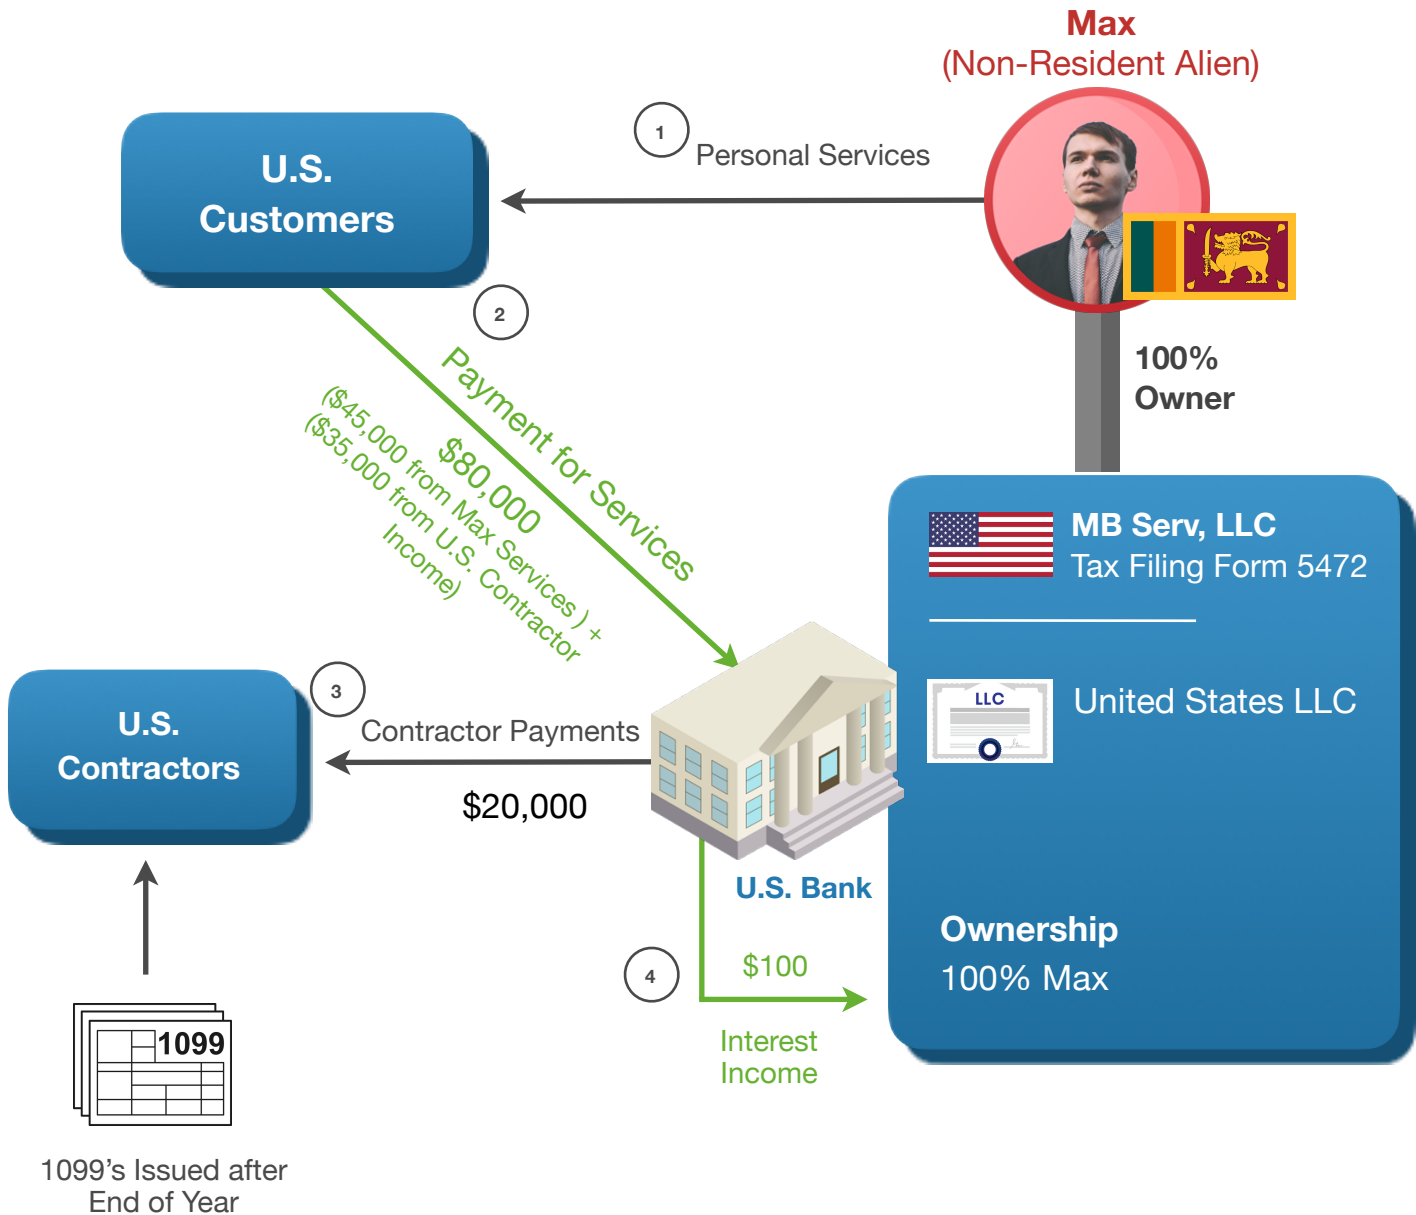 Max
(Non-Resident Alien)
1
Personal Services
U.S.
Customers
2
Payment for Services
$80,000
($45,000 from Max Services ) +
($35,000 from U.S. Contractor
Income)
100%
Owner
MB Serv, LLC
Tax Filing Form 5472
LLC
United States LLC
Ownership
100% Max
U.S.
Contractors
3
Contractor Payments
$20,000
U.S. Bank
4
$100
Interest
Income
1099
1099's Issued after
End of Year